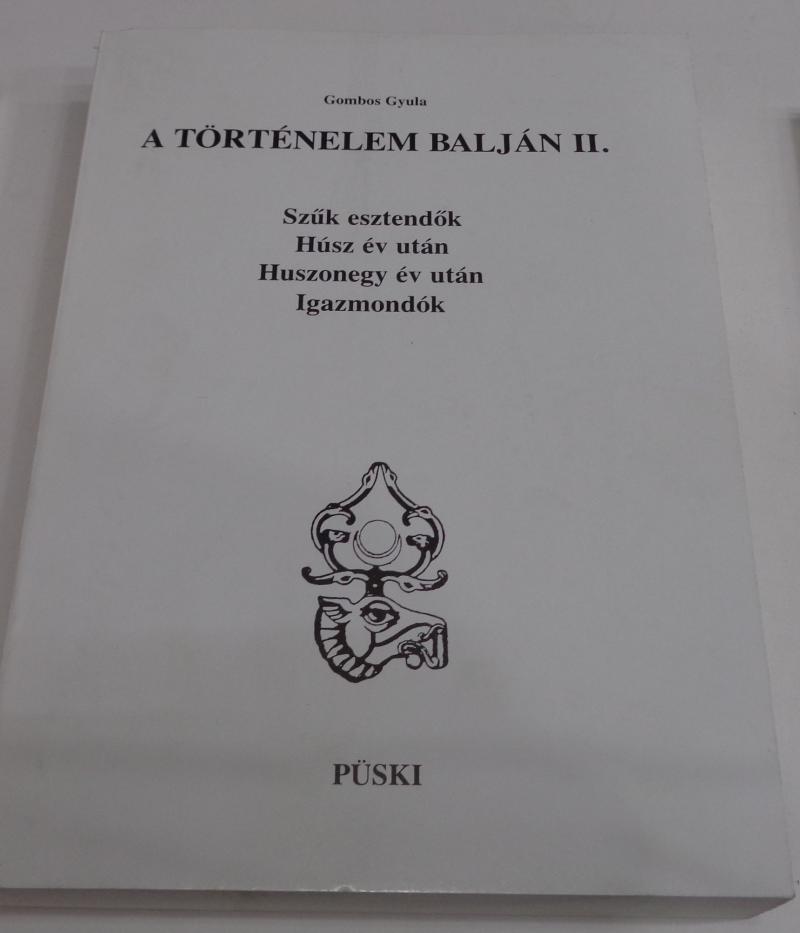 Gombos Gyula
A TÖRTÉNELEM BALJÁN II.
Szűk esztendők
Húsz év után
Huszonegy év után
Igazmondók
PÜSKI